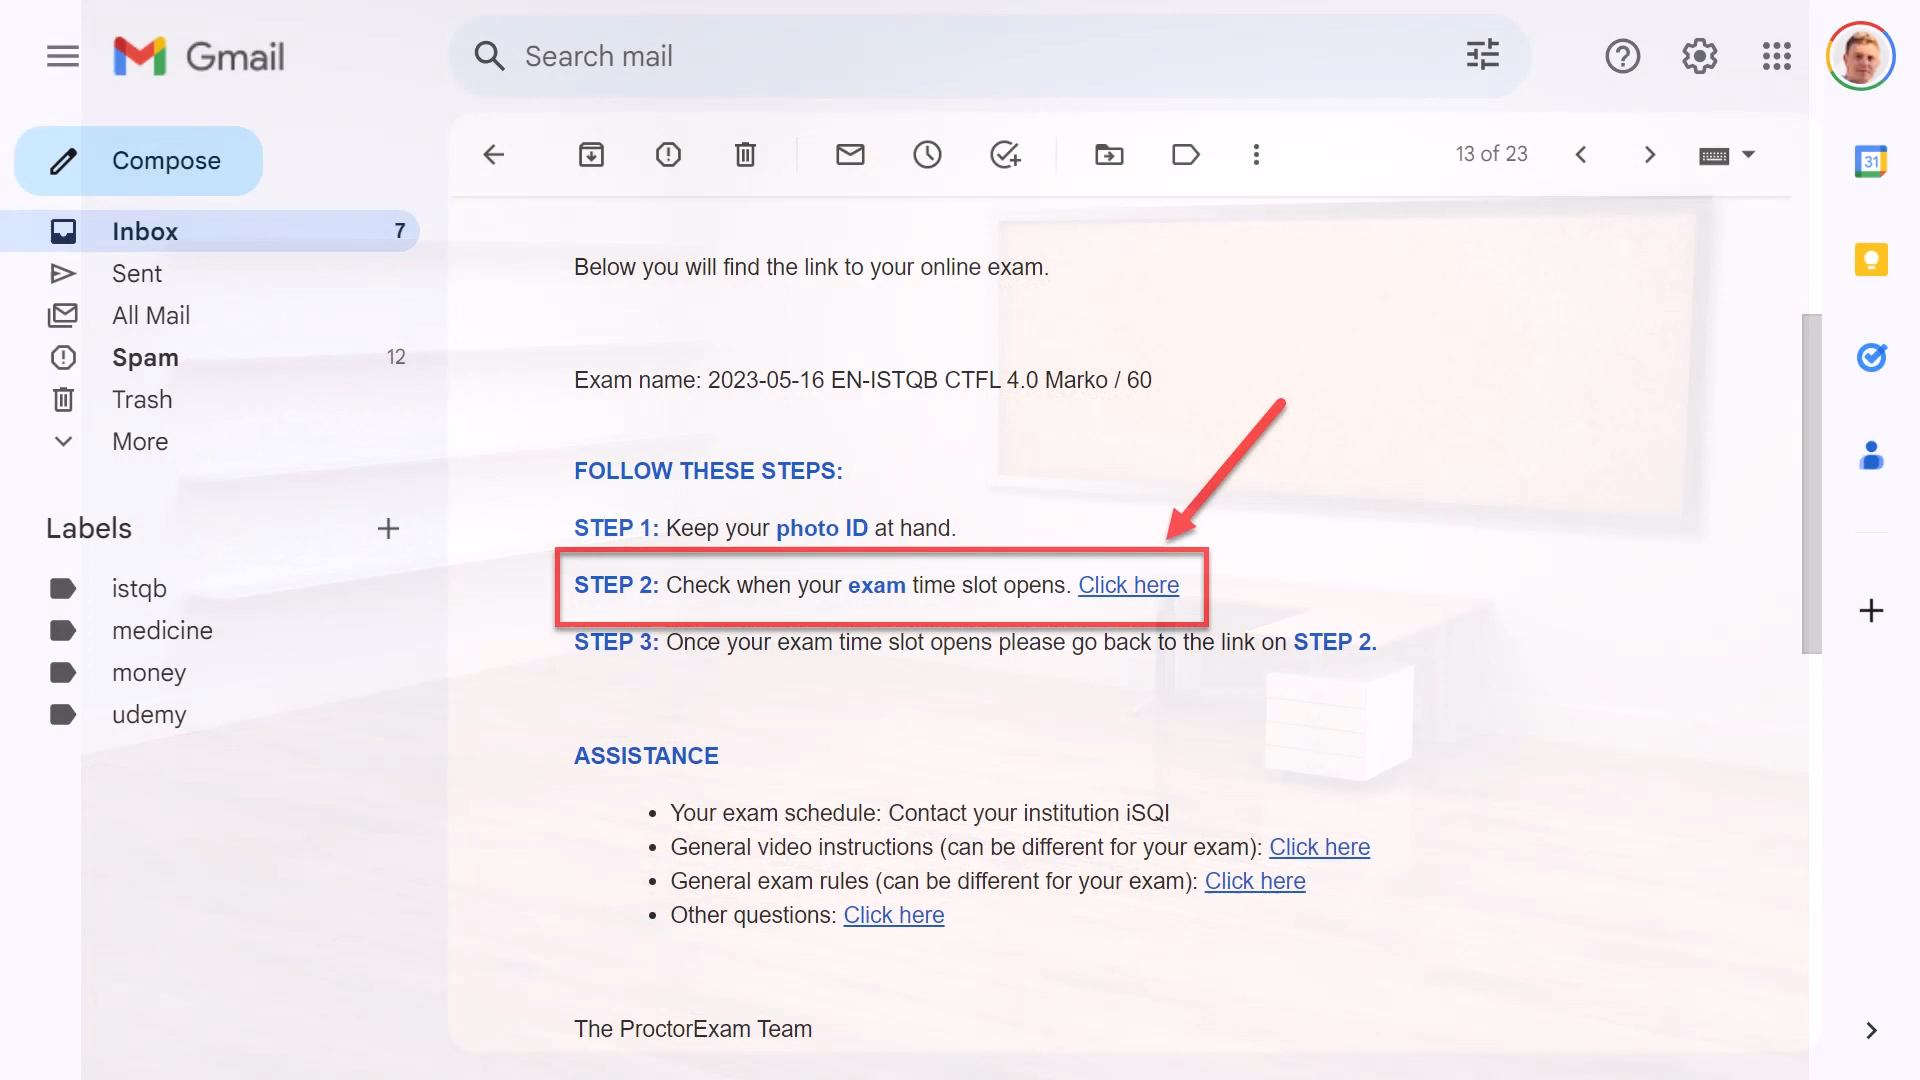 Gmail
Search mail
Compose
13 of 23
31
Inbox 7
Sent
All Mail
Spam 12
Trash
More
Labels
istqb
medicine
money
udemy
Below you will find the link to your online exam.
Exam name: 2023-05-16 EN-ISTQB CTFL 4.0 Marko / 60
FOLLOW THESE STEPS:
STEP 1: Keep your photo ID at hand.
STEP 2: Check when your exam time slot opens. Click here
STEP 3: Once your exam time slot opens please go back to the link on STEP 2.
ASSISTANCE
• Your exam schedule: Contact your institution iSQI
• General video instructions (can be different for your exam): Click here
• General exam rules (can be different for your exam): Click here
• Other questions: Click here
The ProctorExam Team